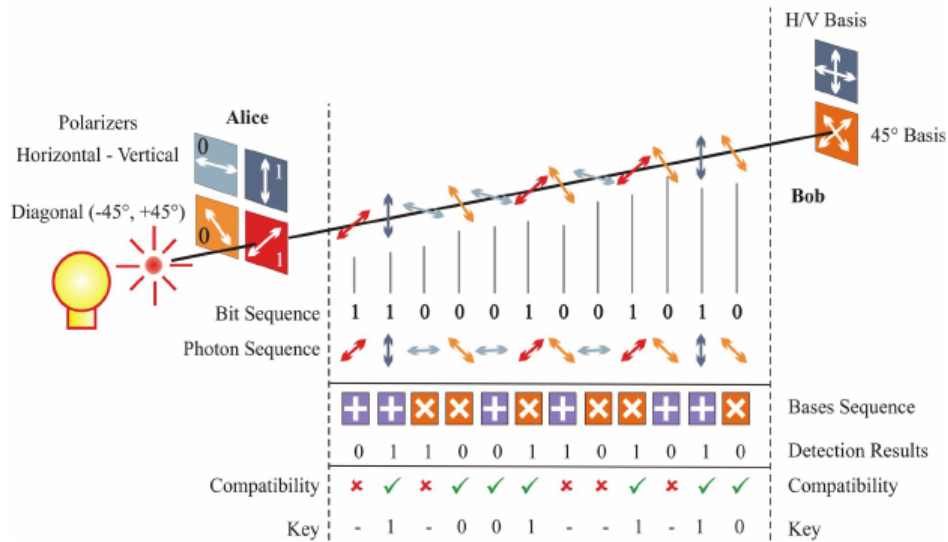 H/V Basis
Polarizers
Alice
Horizontal - Vertical
0
1
45° Basis
Diagonal (-45°, +45°)
0
1
Bob
Bit Sequence 1 1 0 0 0 1 0 0 1 0 1 0
Photon Sequence
Bases Sequence
0 1 1 0 0 1 1 0 1 0 1 0 Detection Results
Compatibility ✗ ✓ ✗ ✓ ✓ ✓ ✗ ✗ ✓ ✗ ✓ ✓ Compatibility
Key - 1 - 0 0 1 - - 1 - 1 0 Key